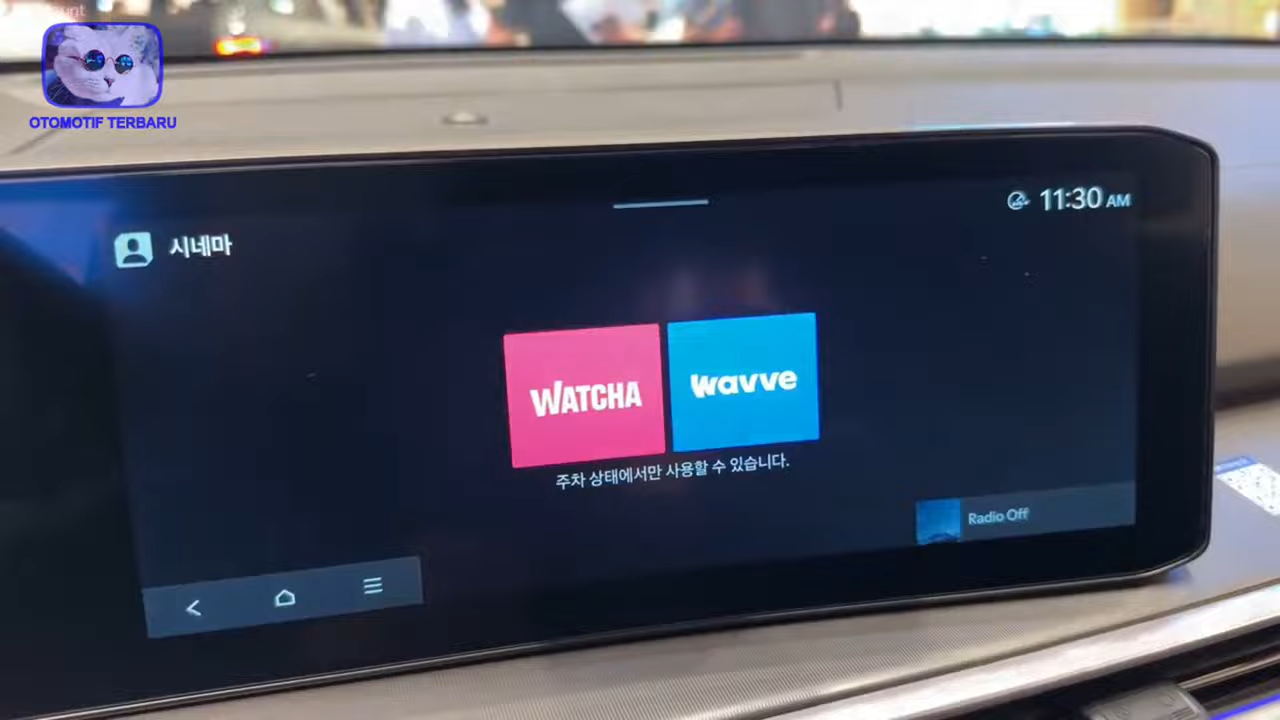 OTOMOTIF TERBARU
11:30 AM
시네마
WATCHA
wavve
주차 상태에서만 사용할 수 있습니다.
Radio Off